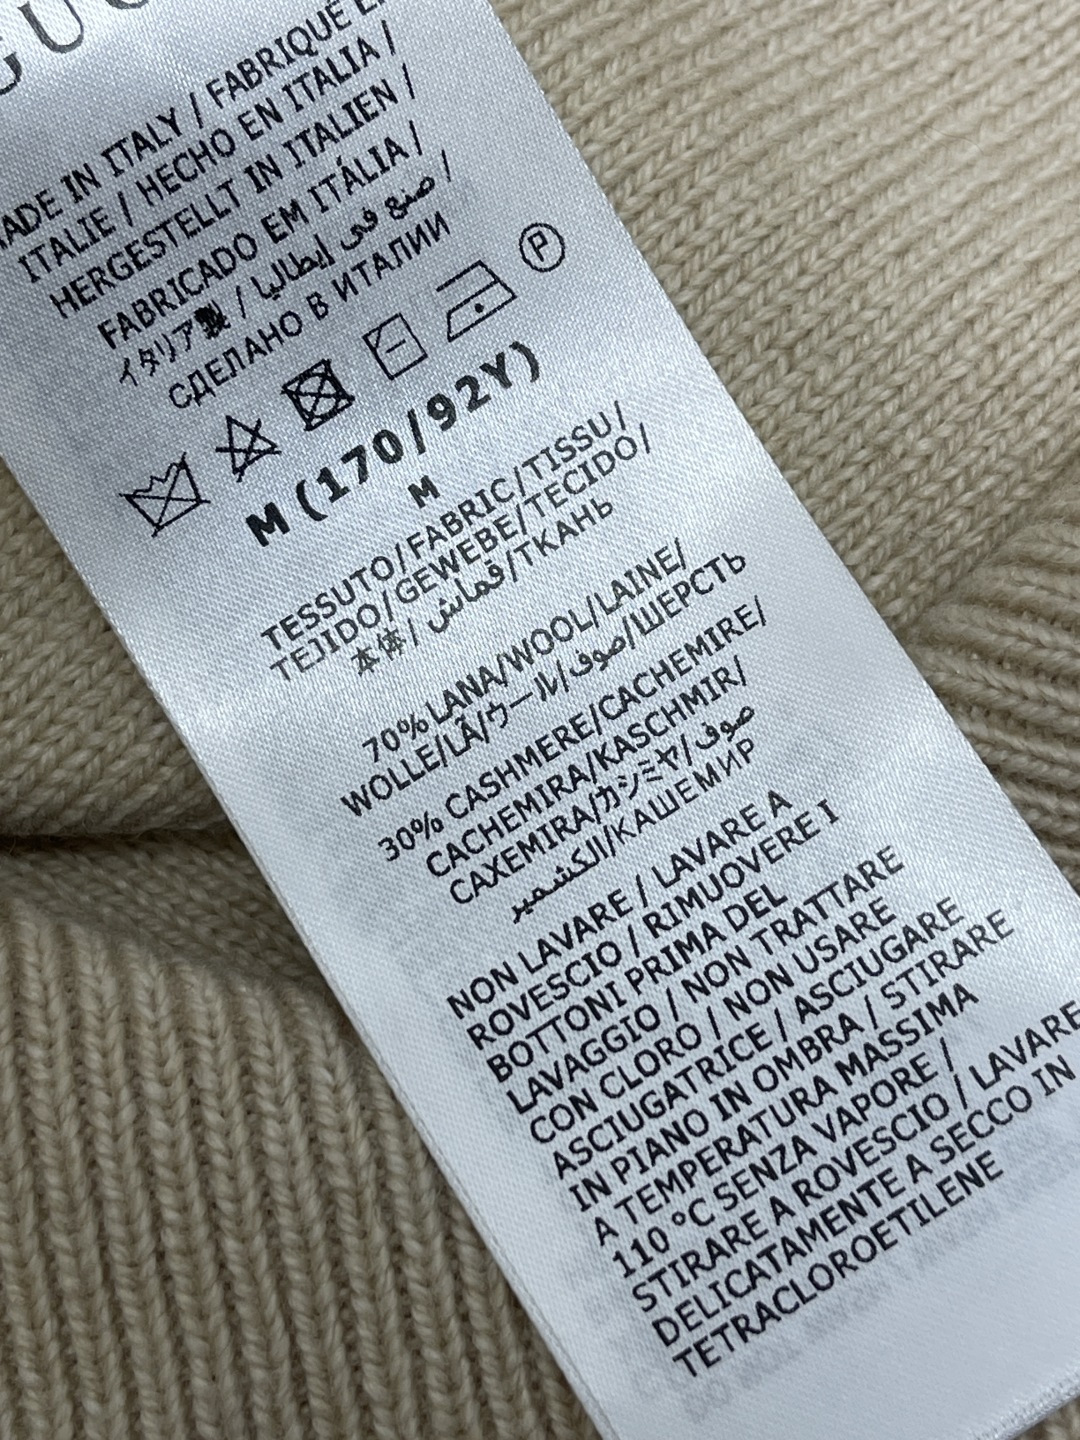 GUC
MADE IN ITALY / FABRIQUÉ EN
ITALIE / HECHO EN ITALIA /
HERGESTELLT IN ITALIEN /
FABRICADO EM ITÁLIA /
イタリア製 / صنع في إيطاليا /
СДЕЛАНО В ИТАЛИИ
P
M (170/92Y)
M
TESSUTO/FABRIC/TISSU/
TEJIDO/GEWEBE/TECIDO/
本体/قماش/ТКАНЬ
70% LANA/WOOL/LAINE/
WOLLE/LÃ/ウール/صوف/ШЕРСТЬ
30% CASHMERE/CACHEMIRE/
CACHEMIRA/KASCHMIR/
CAXEMIRA/カシミヤ/صوف
الكشمير/КАШЕМИР
NON LAVARE / LAVARE A
ROVESCIO / RIMUOVERE I
BOTTONI PRIMA DEL
LAVAGGIO / NON TRATTARE
CON CLORO / NON USARE
ASCIUGATRICE / ASCIUGARE
IN PIANO IN OMBRA / STIRARE
A TEMPERATURA MASSIMA
110 °C SENZA VAPORE /
STIRARE A ROVESCIO / LAVARE
DELICATAMENTE A SECCO IN
TETRACLOROETILENE